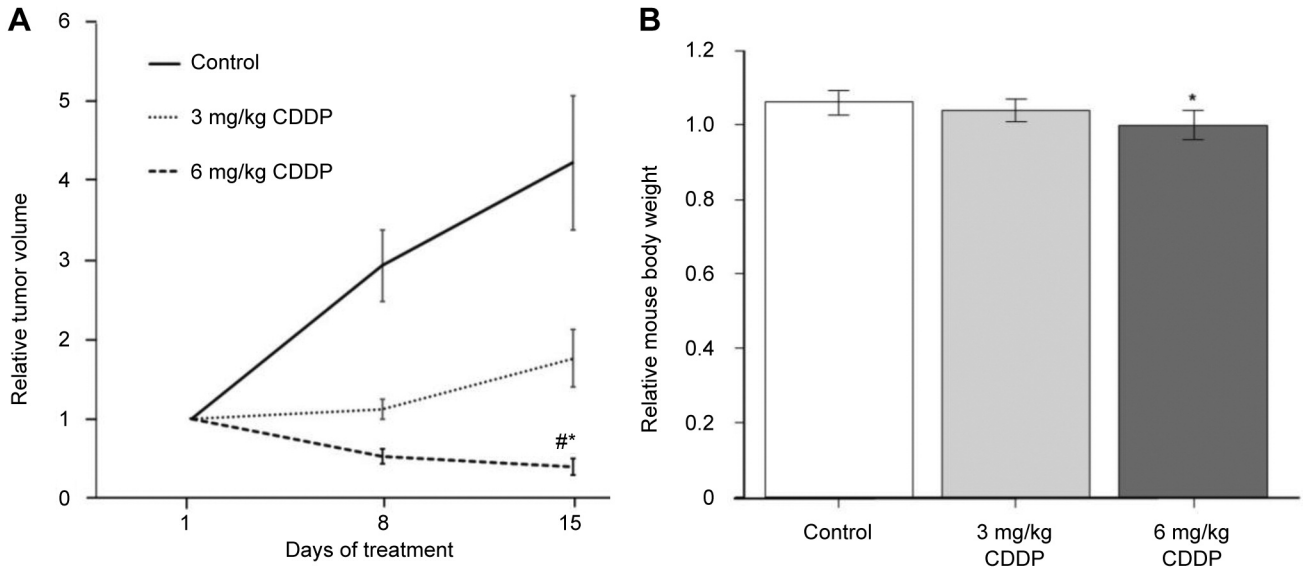 A
Relative tumor volume
6
5
4
3
2
1
0
Control
3 mg/kg CDDP
6 mg/kg CDDP
#*
1 8 15
Days of treatment
B
Relative mouse body weight
1.2
1.0
0.8
0.6
0.4
0.2
0
*
Control
3 mg/kg
CDDP
6 mg/kg
CDDP